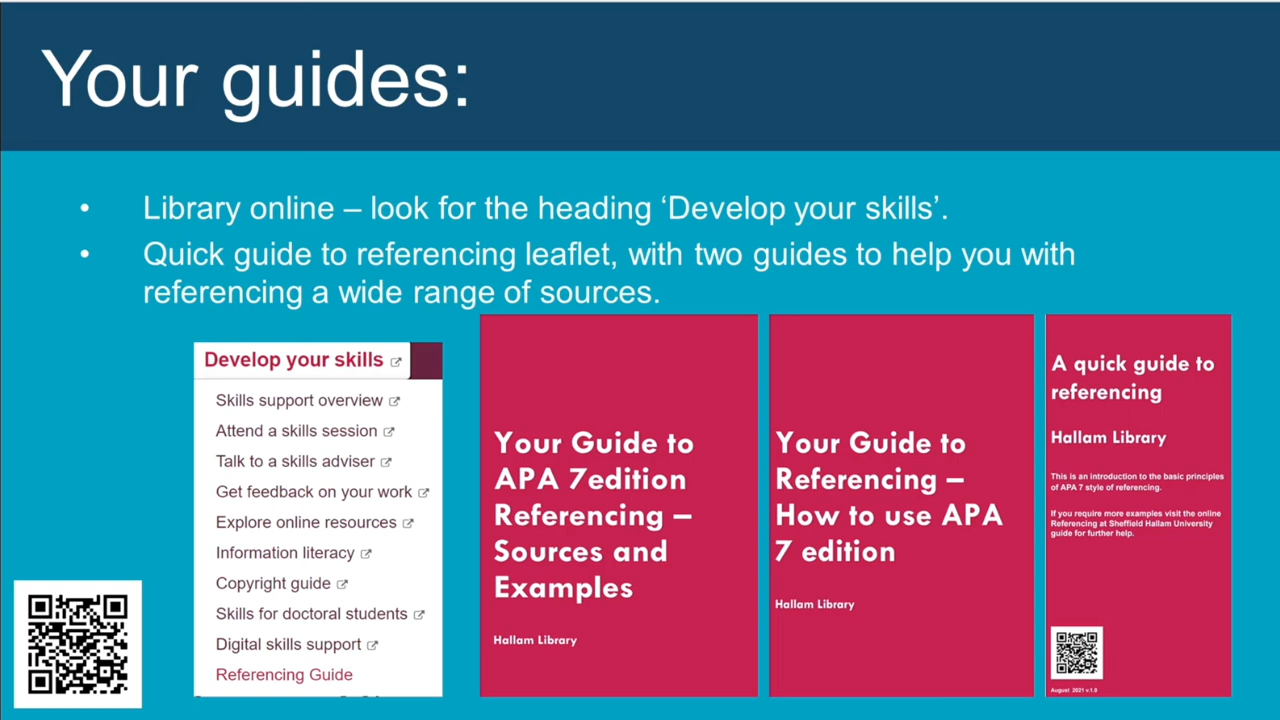 Your guides:
• Library online – look for the heading ‘Develop your skills’.
• Quick guide to referencing leaflet, with two guides to help you with
referencing a wide range of sources.
Develop your skills
Skills support overview
Attend a skills session
Talk to a skills adviser
Get feedback on your work
Explore online resources
Information literacy
Copyright guide
Skills for doctoral students
Digital skills support
Referencing Guide
Your Guide to
APA 7edition
Referencing –
Sources and
Examples
Hallam Library
Your Guide to
Referencing –
How to use APA
7 edition
Hallam Library
A quick guide to
referencing
Hallam Library
This is an introduction to the basic principles
of APA 7 style of referencing.
If you require more examples visit the online
Referencing at Sheffield Hallam University
guide for further help.
August 2021 v.1.0